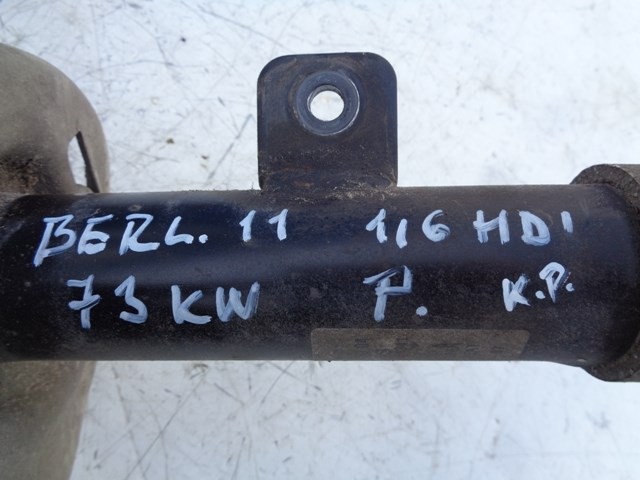 BERL. 11 1,6 HDI
73 KW P. K.P.